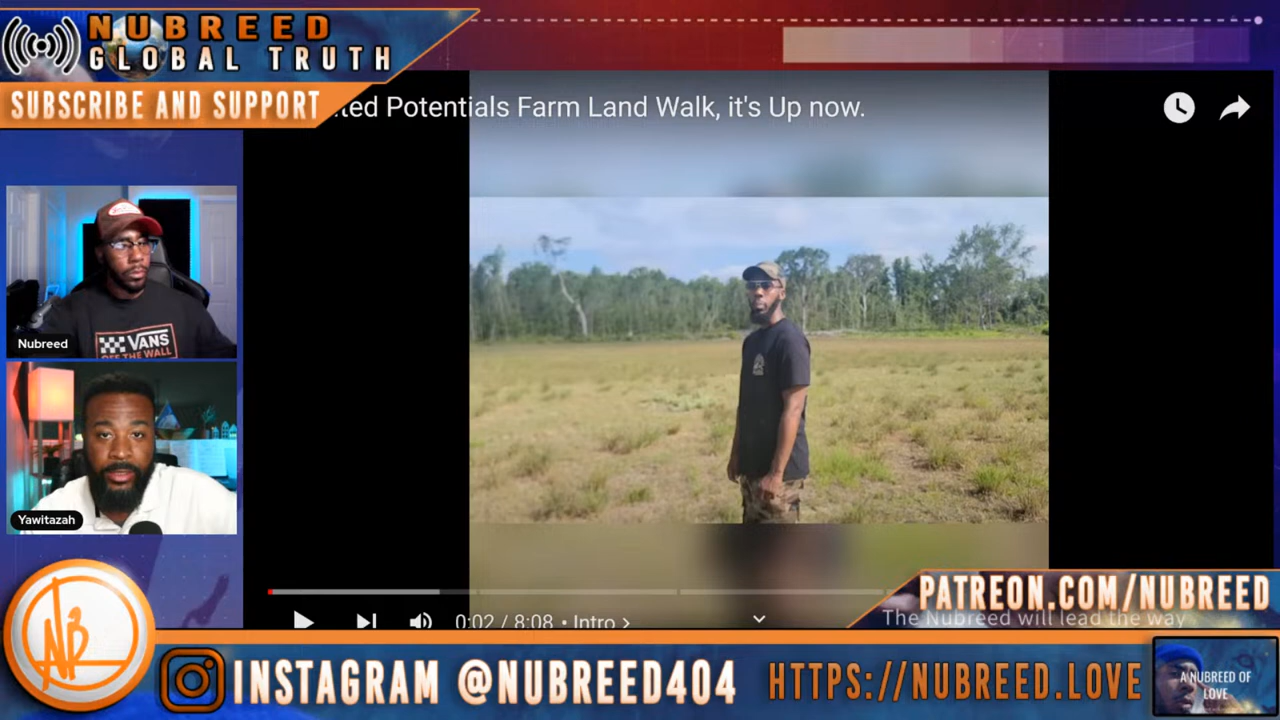 NUBREED
GLOBAL TRUTH
SUBSCRIBE AND SUPPORT
Potentials Farm Land Walk, it's Up now.
Nubreed
VANS
OFF THE WALL
Yawitazah
0:02 / 8:08 • Intro >
PATREON.COM/NUBREED
The Nubreed will lead the way
NB
INSTAGRAM @NUBREED404
HTTPS://NUBREED.LOVE
A NUBREED OF
LOVE